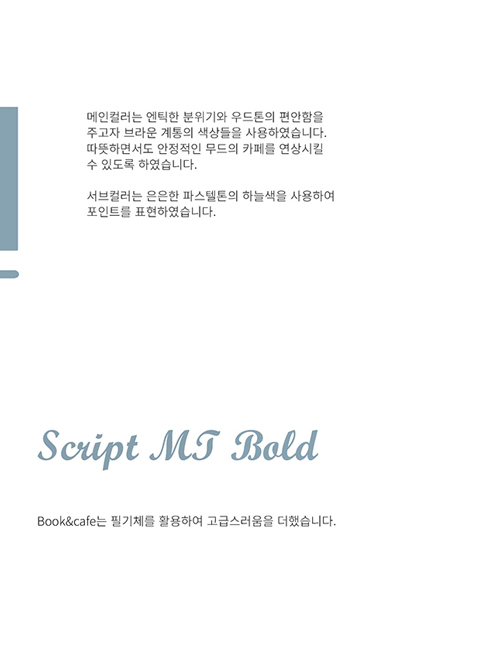 메인컬러는 엔틱한 분위기와 우드톤의 편안함을
주고자 브라운 계통의 색상들을 사용하였습니다.
따뜻하면서도 안정적인 무드의 카페를 연상시킬
수 있도록 하였습니다.
서브컬러는 은은한 파스텔톤의 하늘색을 사용하여
포인트를 표현하였습니다.
Script MT Bold
Book&cafe는 필기체를 활용하여 고급스러움을 더했습니다.